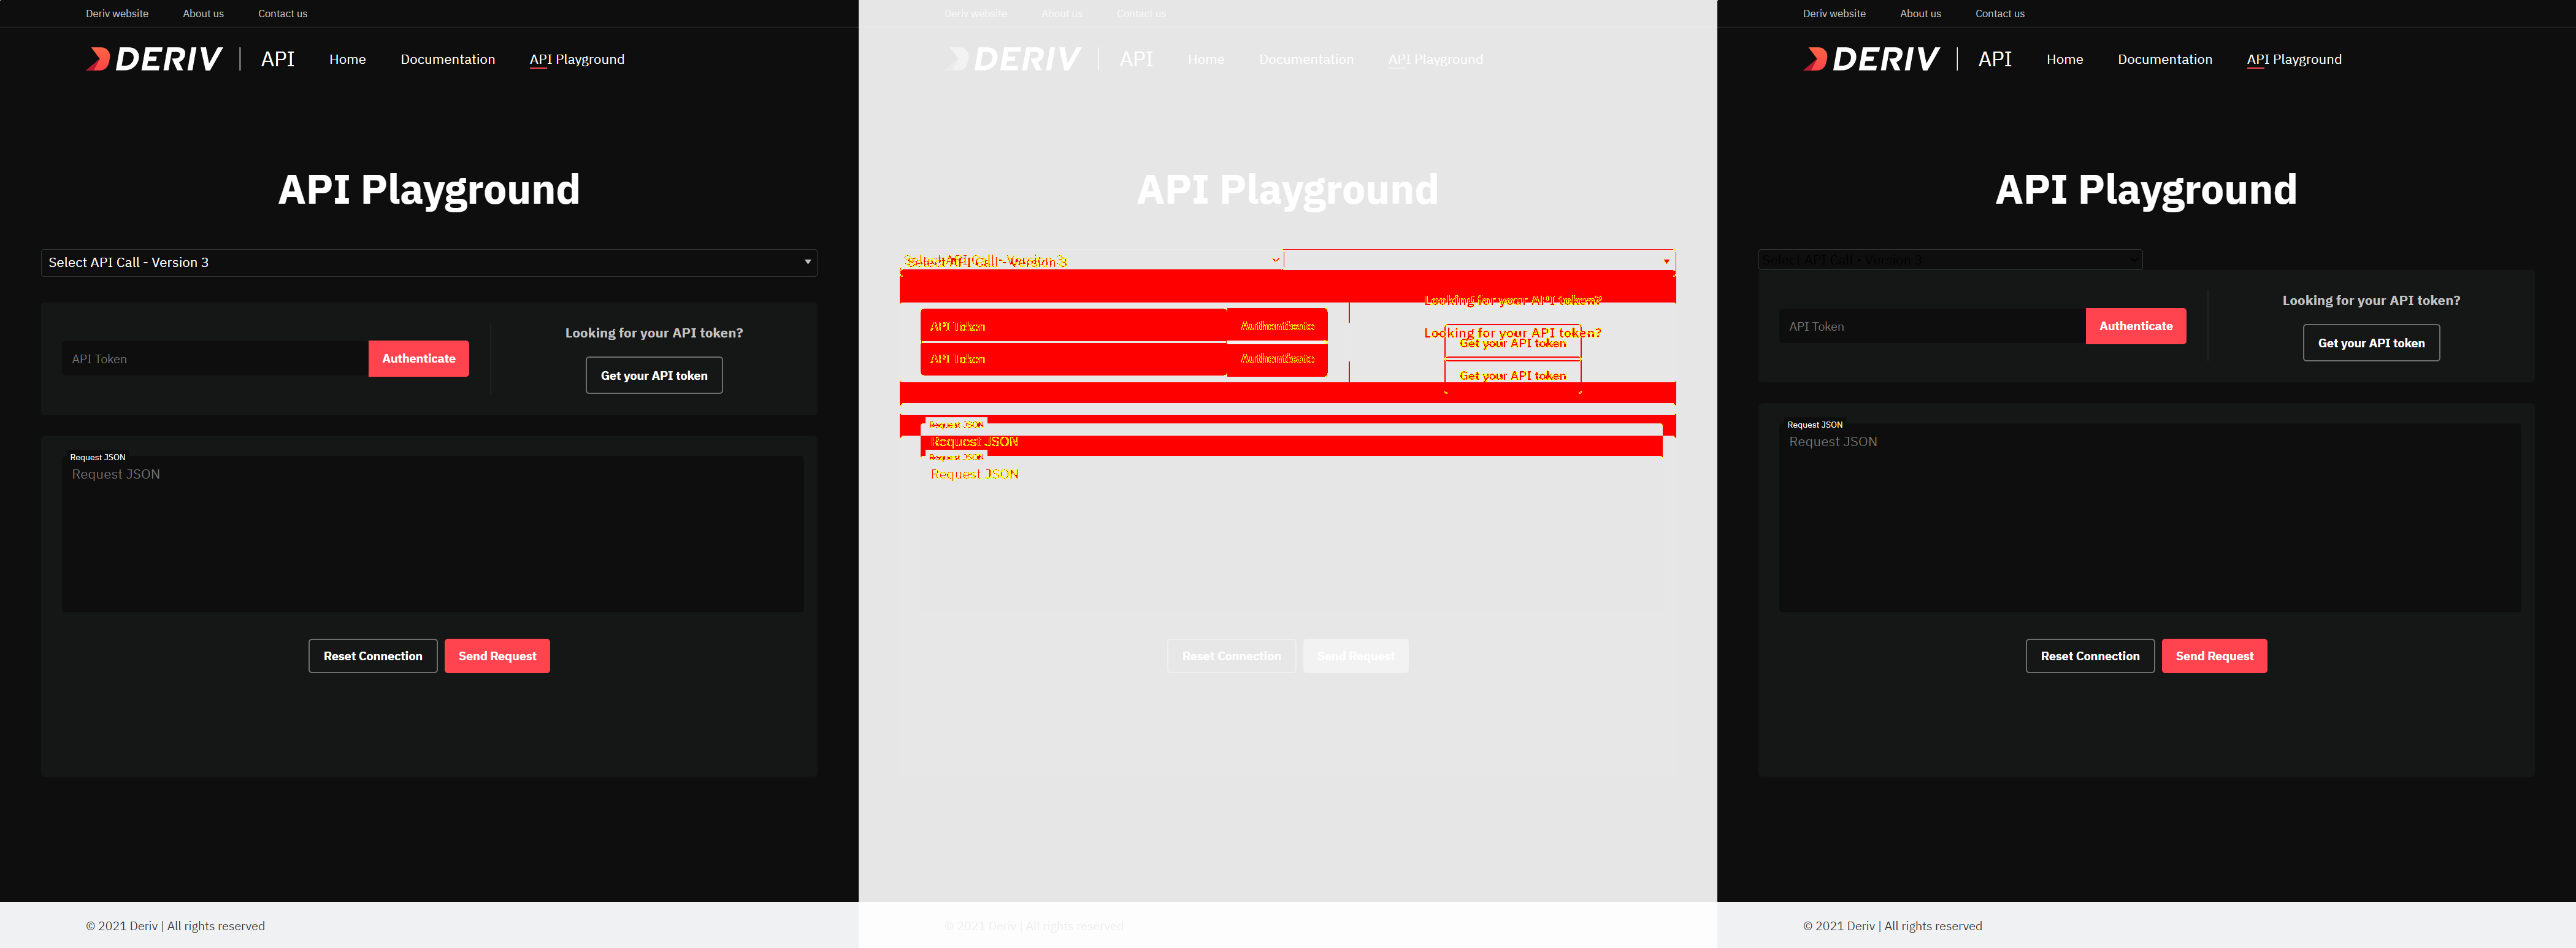 Deriv website About us Contact us
DERIV | API Home Documentation API Playground
API Playground
Select API Call - Version 3
Looking for your API token?
API Token Authenticate
Get your API token
Request JSON
Request JSON
Reset Connection Send Request
© 2021 Deriv | All rights reserved
Deriv website About us Contact us
DERIV | API Home Documentation API Playground
API Playground
Select API Call - Version 3
Select API Call - Version 3
Looking for your API token?
API Token Authenticate
Looking for your API token?
Get your API token
API Token Authenticate
Get your API token
Request JSON
Request JSON
Request JSON
Request JSON
Reset Connection Send Request
© 2021 Deriv | All rights reserved
Deriv website About us Contact us
DERIV | API Home Documentation API Playground
API Playground
Select API Call - Version 3
Looking for your API token?
API Token Authenticate
Get your API token
Request JSON
Request JSON
Reset Connection Send Request
© 2021 Deriv | All rights reserved